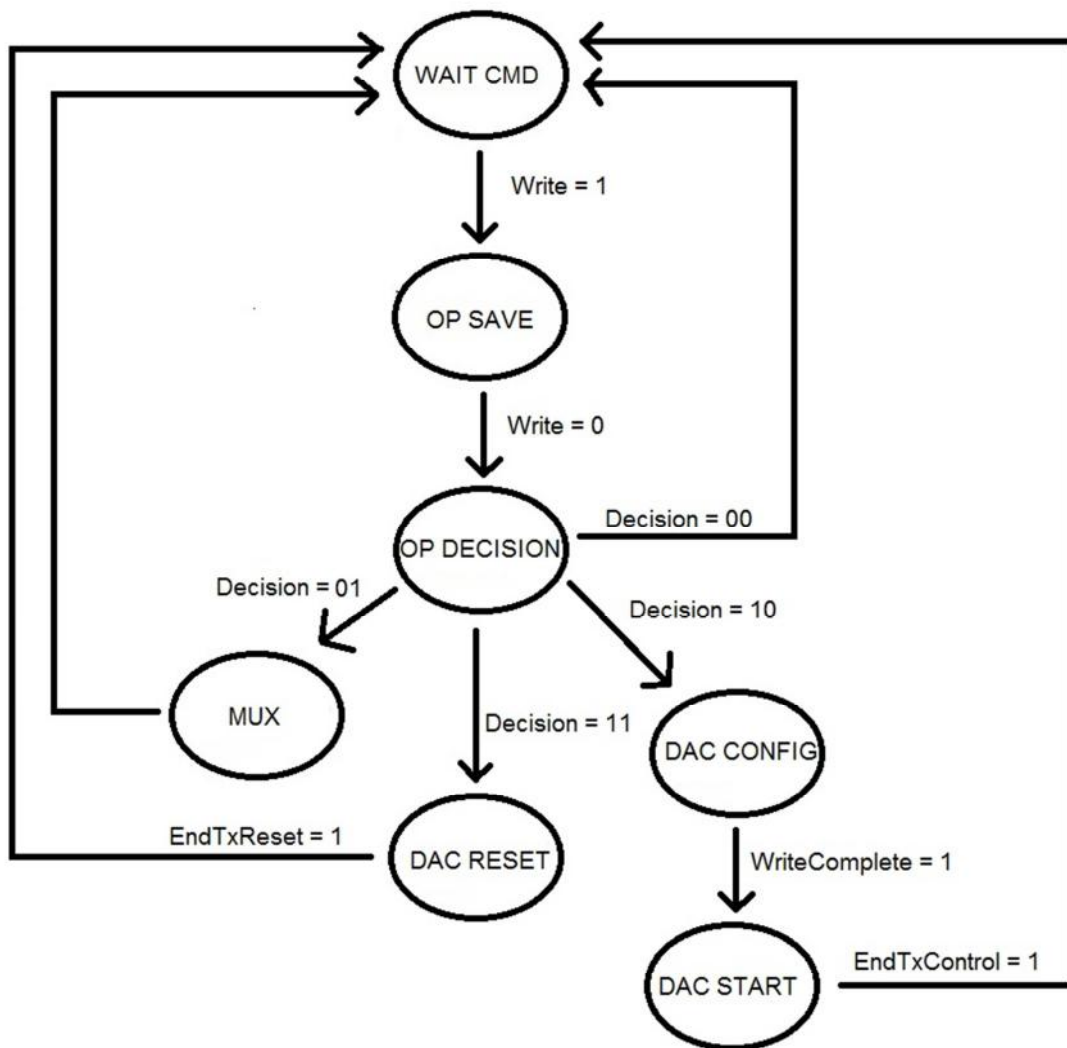 WAIT CMD
Write = 1
OP SAVE
Write = 0
OP DECISION
Decision = 00
Decision = 01
Decision = 10
MUX
Decision = 11
DAC CONFIG
EndTxReset = 1
DAC RESET
WriteComplete = 1
DAC START
EndTxControl = 1